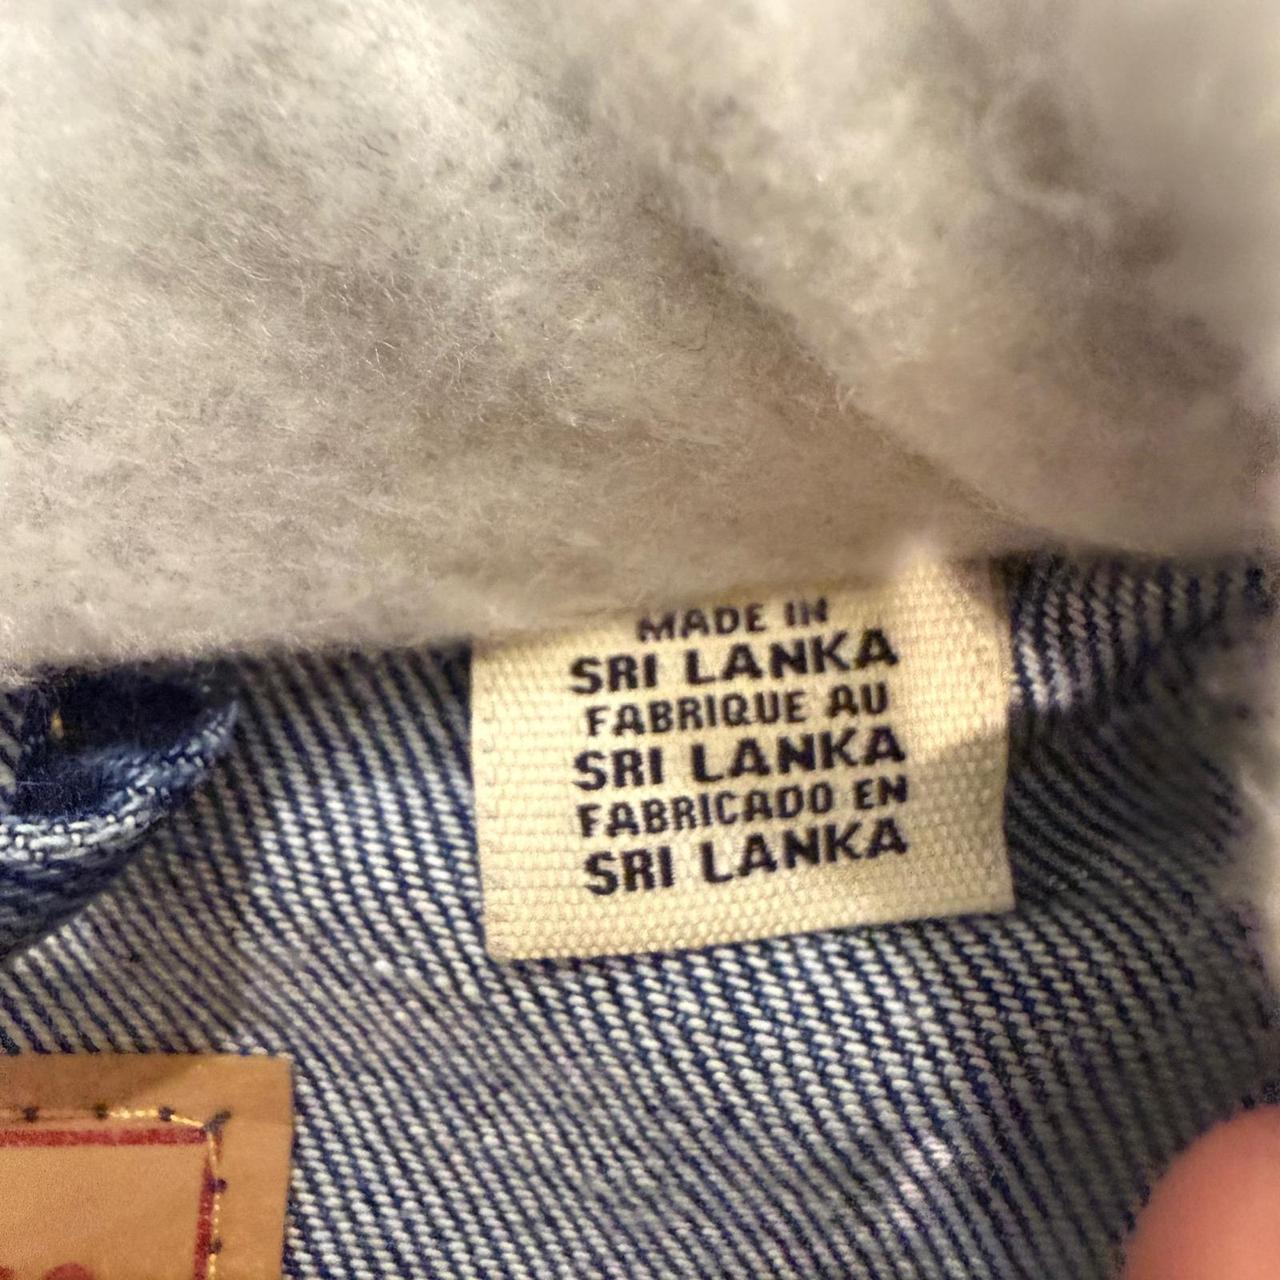 MADE IN
SRI LANKA
FABRIQUE AU
SRI LANKA
FABRICADO EN
SRI LANKA